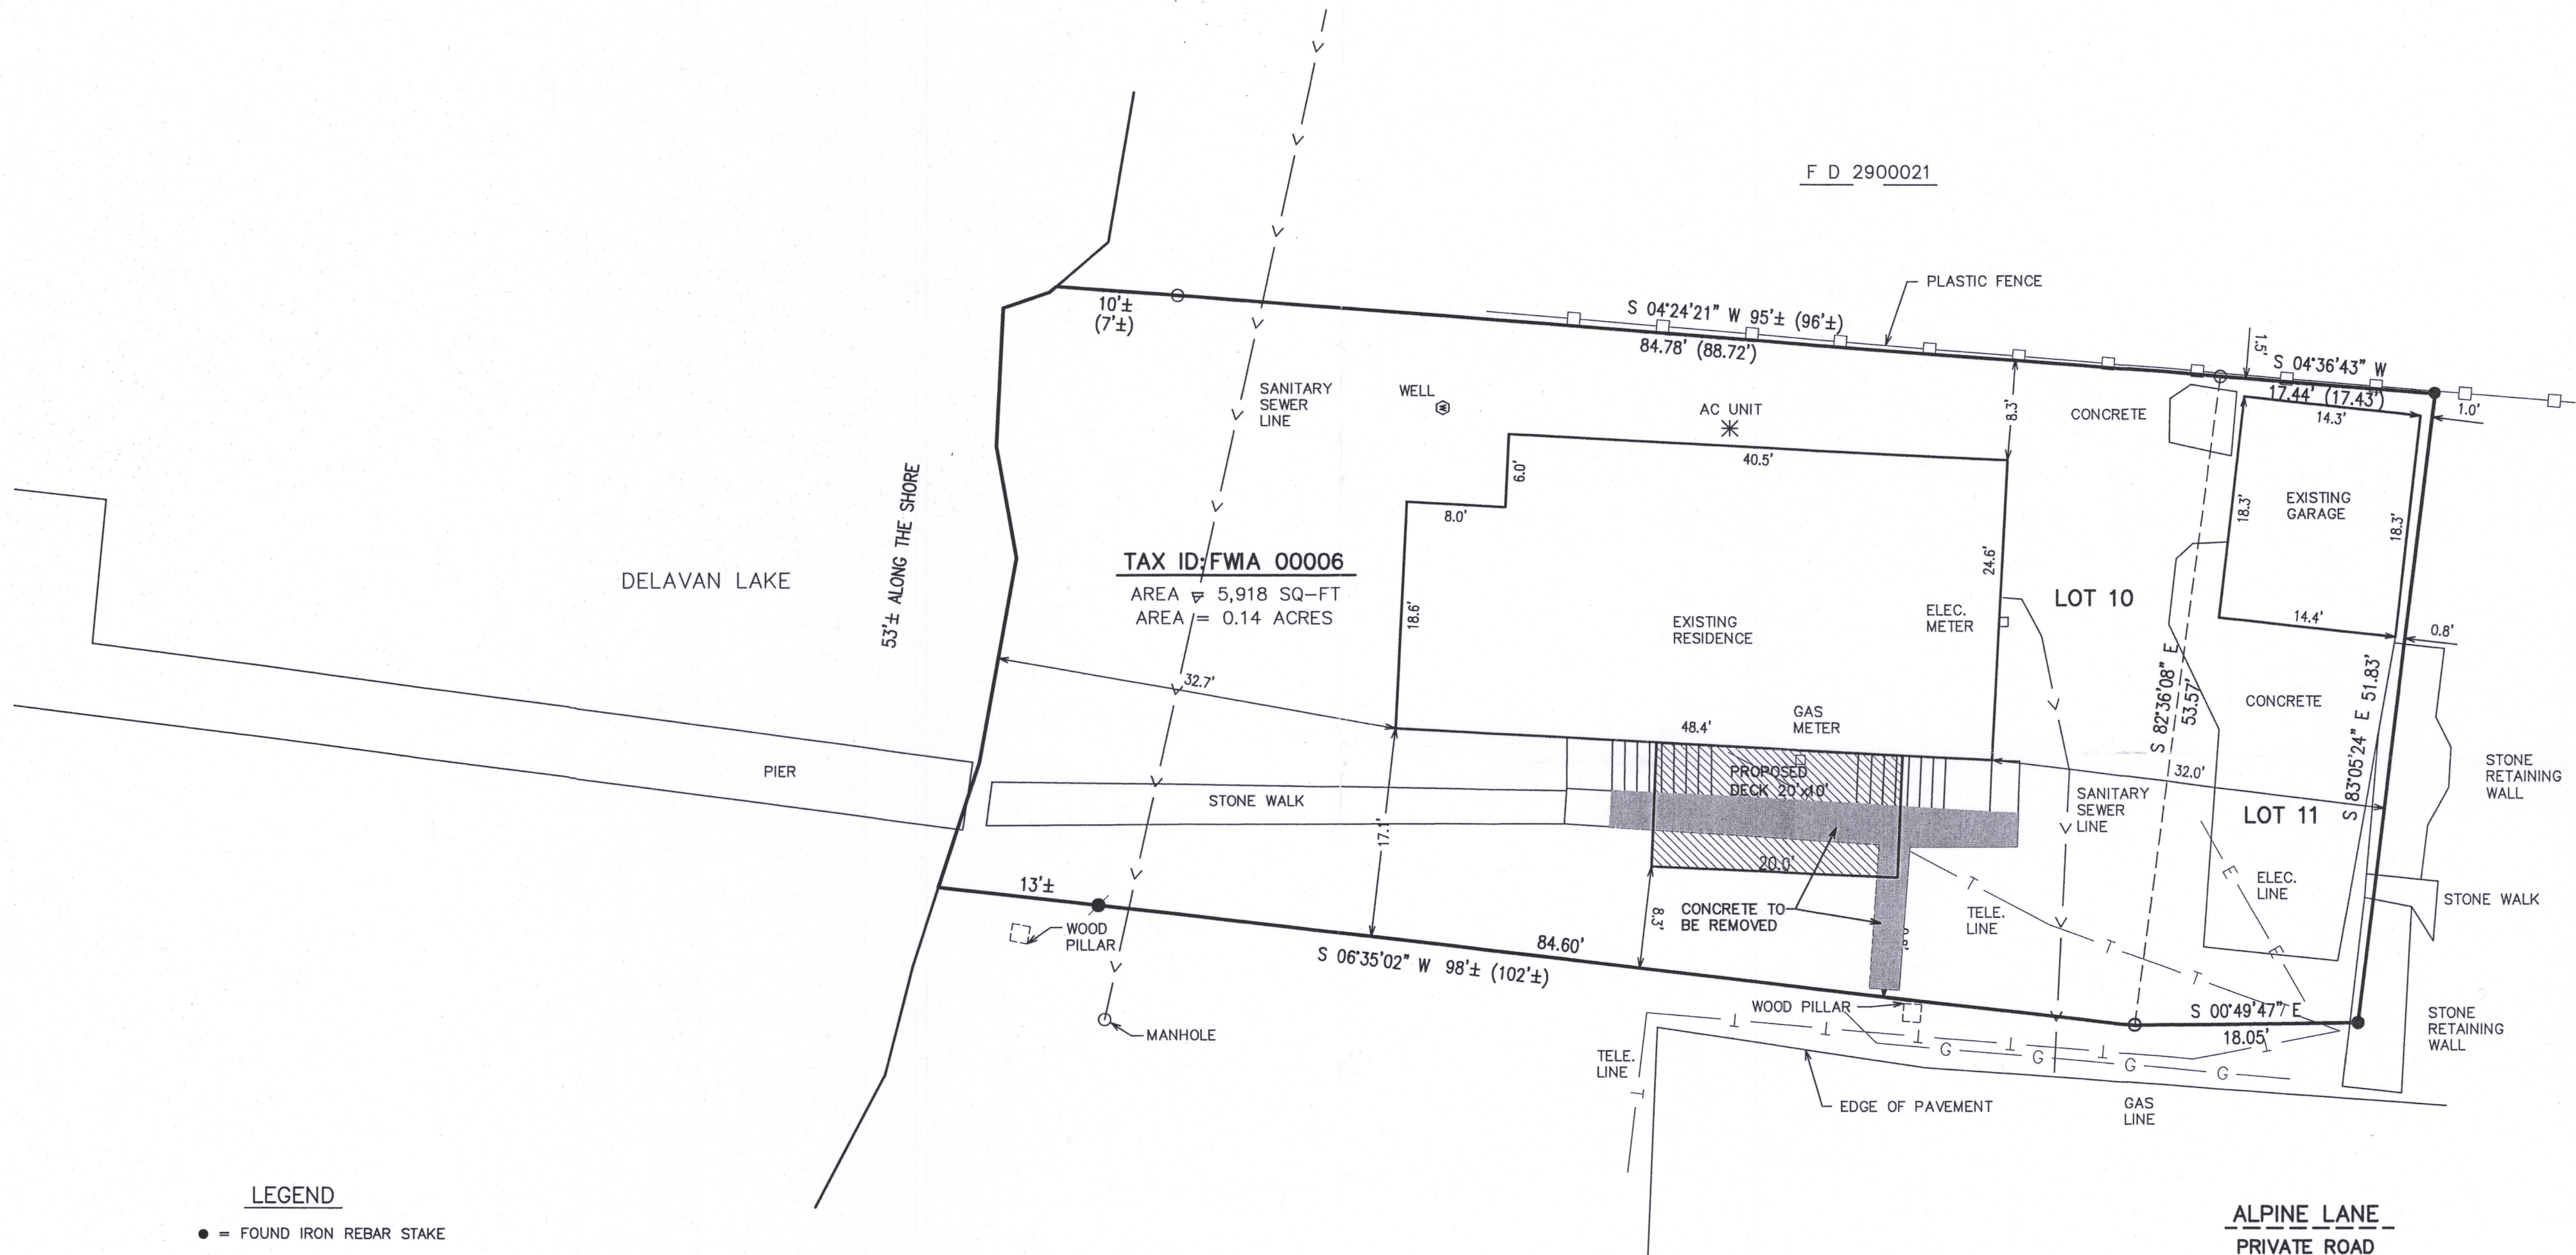 F D 2900021
PLASTIC FENCE
S 04°24'21" W 95'± (96'±)
84.78' (88.72')
10'±
(7'±)
1.5'
S 04°36'43" W
17.44' (17.43')
14.3'
1.0'
SANITARY
SEWER
LINE
WELL
AC UNIT
8.3'
CONCRETE
40.5'
6.0'
8.0'
18.3'
EXISTING
GARAGE
18.3'
53'± ALONG THE SHORE
DELAVAN LAKE
TAX ID: FWIA 00006
AREA = 5,918 SQ-FT
AREA = 0.14 ACRES
18.6'
EXISTING
RESIDENCE
24.6'
ELEC.
METER
LOT 10
14.4'
0.8'
32.7'
GAS
METER
48.4'
S 82°36'08" E
53.57'
CONCRETE
S 83°05'24" E 51.83'
PIER
STONE WALK
PROPOSED
DECK 20'x10'
32.0'
SANITARY
SEWER
LINE
LOT 11
STONE
RETAINING
WALL
17.1'
20.0'
13'±
WOOD
PILLAR
8.3'
CONCRETE TO
BE REMOVED
TELE.
LINE
ELEC.
LINE
STONE WALK
84.60'
S 06°35'02" W 98'± (102'±)
WOOD PILLAR
S 00°49'47" E
18.05'
STONE
RETAINING
WALL
MANHOLE
TELE.
LINE
EDGE OF PAVEMENT
GAS
LINE
V V V V V V V V V V V V
V V V
T T T
E E
T T T T T T T
G G G G
LEGEND
● = FOUND IRON REBAR STAKE
ALPINE LANE
PRIVATE ROAD